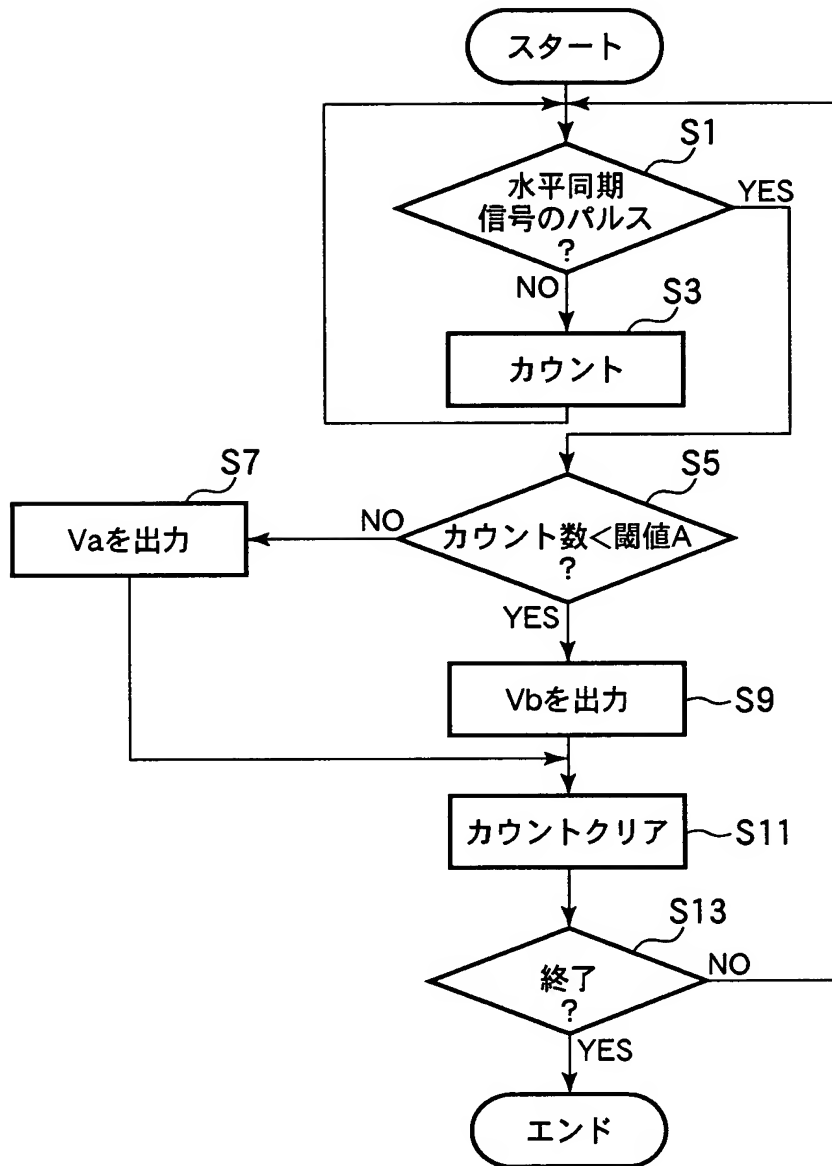 スタート
S1
水平同期
信号のパルス
?
YES
NO
S3
カウント
S5
カウント数<閾値A
?
NO
S7
Vaを出力
YES
Vbを出力
S9
カウントクリア
S11
S13
終了
?
NO
YES
エンド